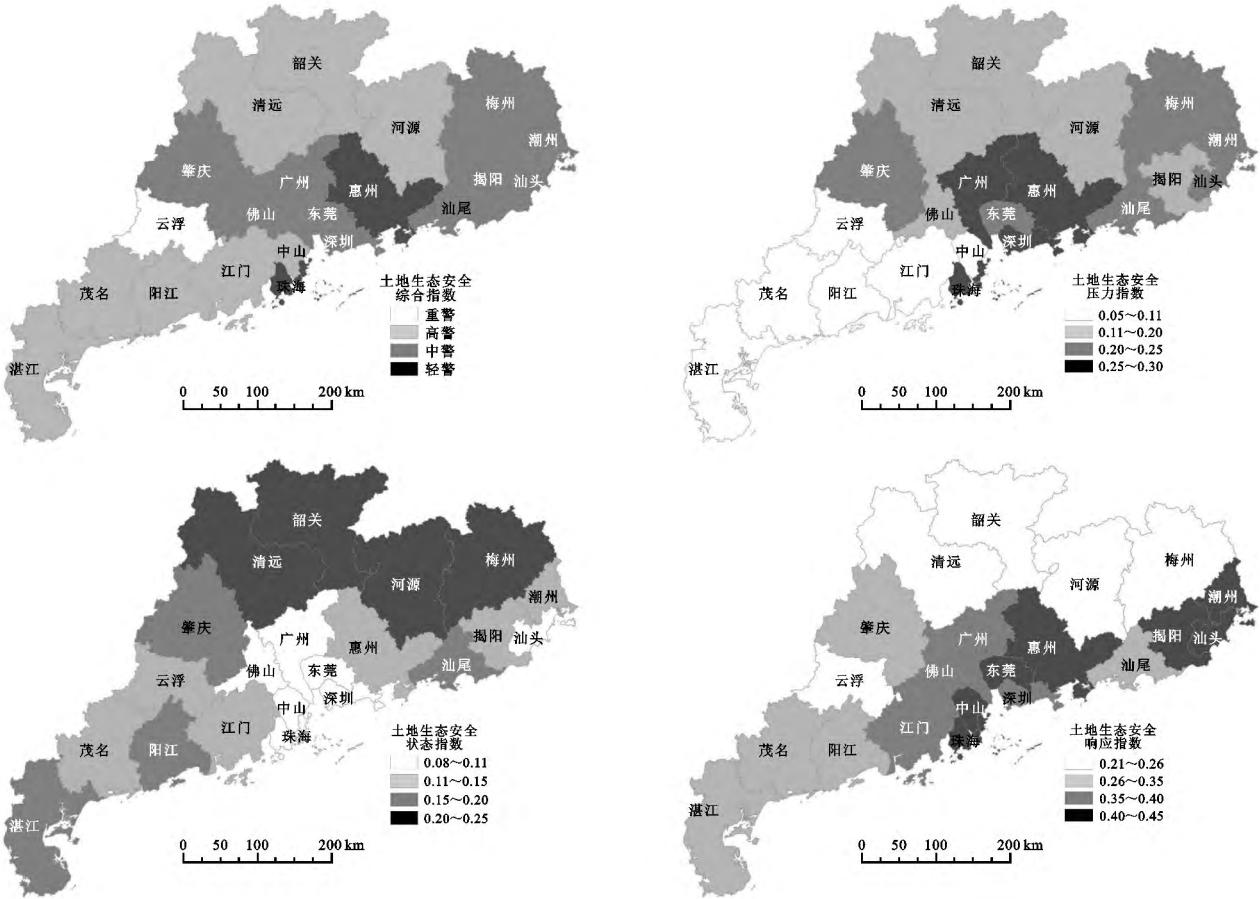 韶关
清远
河源
梅州
潮州
肇庆
广州
惠州
揭阳
汕头
云浮
佛山
东莞
汕尾
深圳
中山
江门
珠海
茂名
阳江
湛江
土地生态安全
综合指数
重警
高警
中警
轻警
0 50 100 200 km
韶关
清远
河源
梅州
潮州
肇庆
广州
惠州
揭阳
汕头
云浮
佛山
东莞
汕尾
深圳
中山
江门
珠海
茂名
阳江
湛江
土地生态安全
压力指数
0.05~0.11
0.11~0.20
0.20~0.25
0.25~0.30
0 50 100 200 km
韶关
清远
河源
梅州
潮州
肇庆
广州
惠州
揭阳
汕头
云浮
佛山
东莞
汕尾
深圳
中山
江门
珠海
茂名
阳江
湛江
土地生态安全
状态指数
0.08~0.11
0.11~0.15
0.15~0.20
0.20~0.25
0 50 100 200 km
韶关
清远
河源
梅州
潮州
肇庆
广州
惠州
揭阳
汕头
云浮
佛山
东莞
汕尾
深圳
中山
江门
珠海
茂名
阳江
湛江
土地生态安全
响应指数
0.21~0.26
0.26~0.35
0.35~0.40
0.40~0.45
0 50 100 200 km